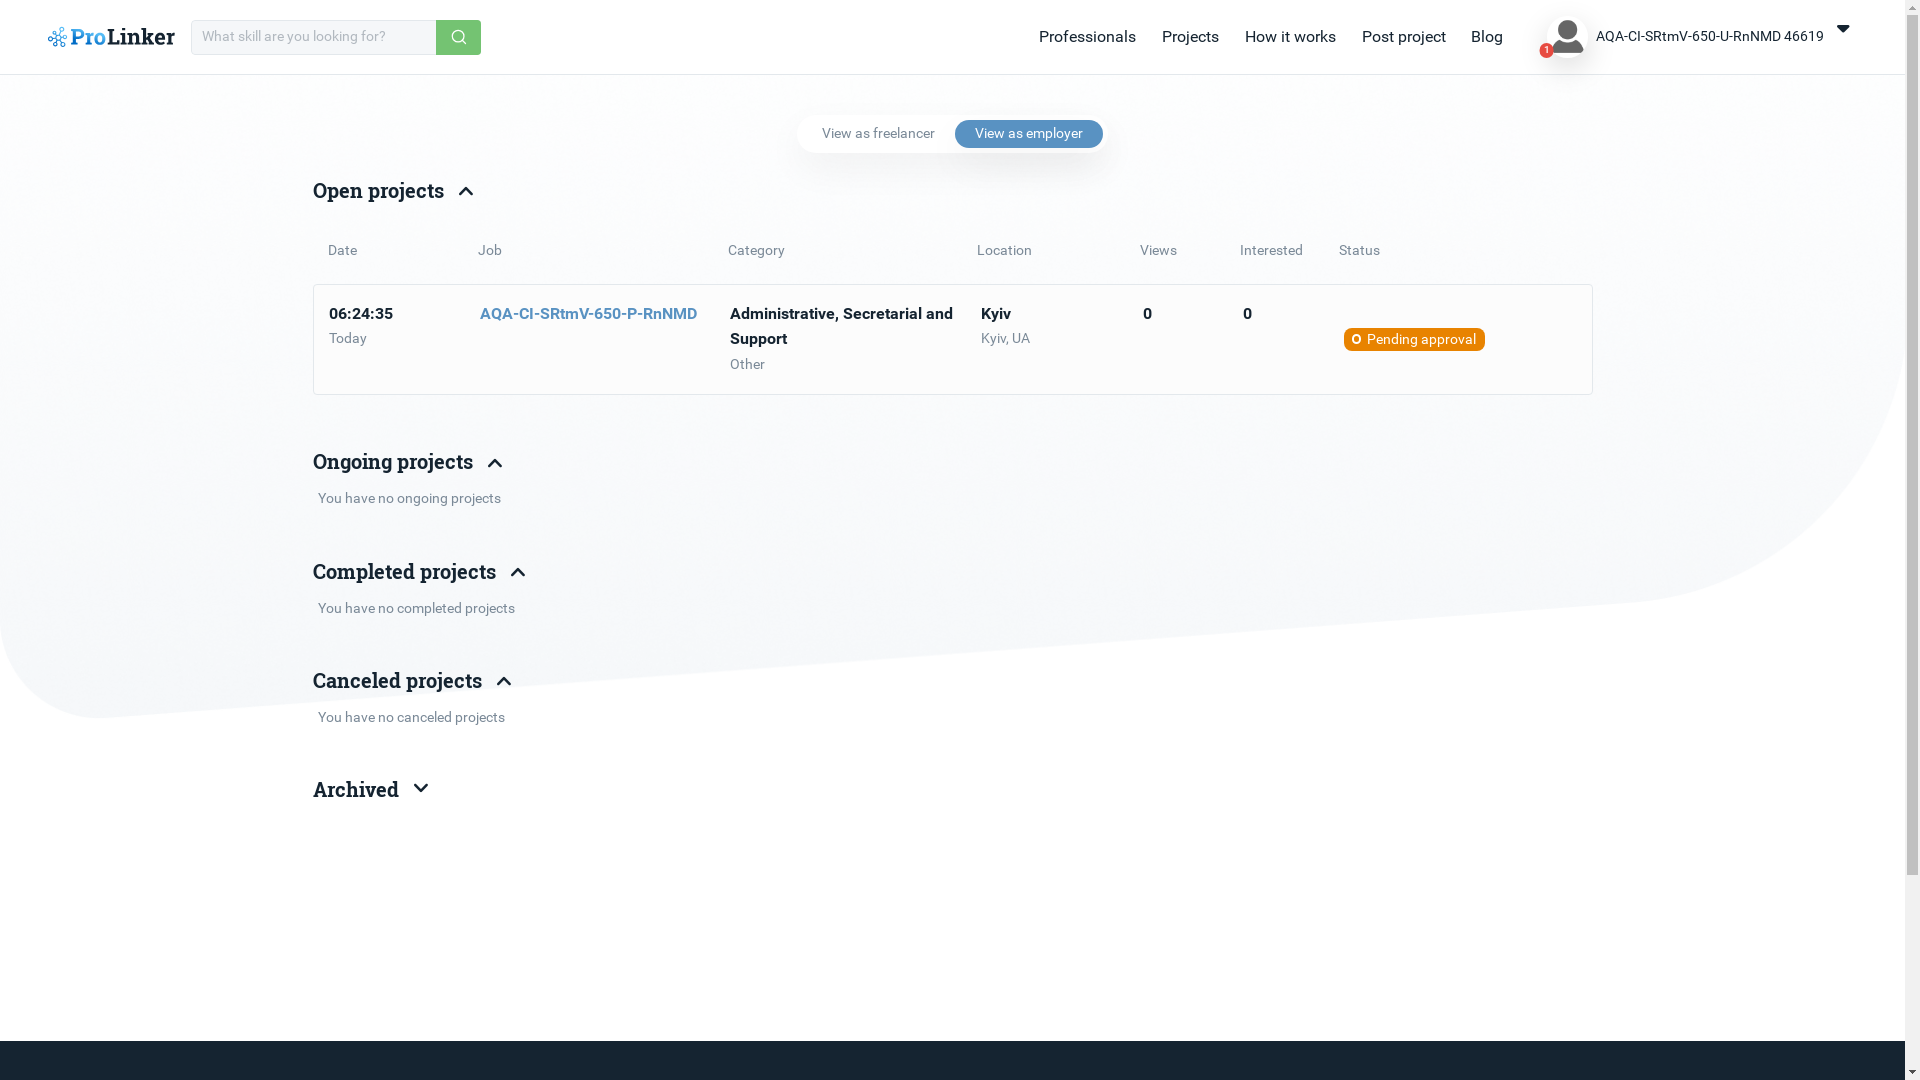 ProLinker
What skill are you looking for?
Professionals
Projects
How it works
Post project
Blog
1
AQA-CI-SRtmV-650-U-RnNMD 46619
View as freelancer
View as employer
Open projects
Date
Job
Category
Location
Views
Interested
Status
06:24:35
Today
AQA-CI-SRtmV-650-P-RnNMD
Administrative, Secretarial and
Support
Other
Kyiv
Kyiv, UA
0
0
Pending approval
Ongoing projects
You have no ongoing projects
Completed projects
You have no completed projects
Canceled projects
You have no canceled projects
Archived